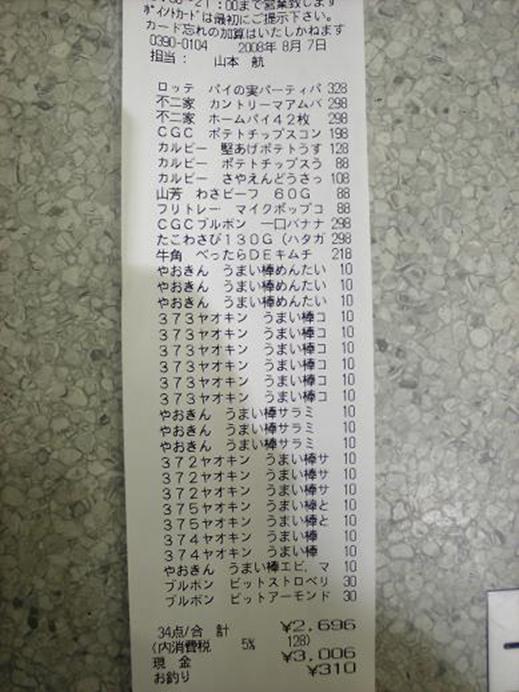 21:00まで営業致します
ポイントカードは最初にご提示下さい。
カード忘れの加算はいたしかねます
0390-0104 2008年 8月 7日
担当: 山本 航
ロッテ パイの実パーティパ 328
不二家 カントリーマアムバ 298
不二家 ホームパイ42枚 298
CGC ポテトチップスコン 198
カルビー 堅あげポテトうす 128
カルビー ポテトチップスう 88
カルビー さやえんどうさっ 108
山芳 わさビーフ 60G 88
フリトレー マイクポップコ 88
CGCブルボン 一口バナナ 298
たこわさび130G(ハタガ 298
牛角 べったらDEキムチ 218
やおきん うまい棒めんたい 10
やおきん うまい棒めんたい 10
やおきん うまい棒めんたい 10
373ヤオキン うまい棒コ 10
373ヤオキン うまい棒コ 10
373ヤオキン うまい棒コ 10
373ヤオキン うまい棒コ 10
373ヤオキン うまい棒コ 10
373ヤオキン うまい棒コ 10
やおきん うまい棒サラミ 10
やおきん うまい棒サラミ 10
やおきん うまい棒サラミ 10
372ヤオキン うまい棒サ 10
372ヤオキン うまい棒サ 10
372ヤオキン うまい棒サ 10
375ヤオキン うまい棒と 10
375ヤオキン うまい棒と 10
374ヤオキン うまい棒 10
374ヤオキン うまい棒 10
やおきん うまい棒エビ、マ 10
ブルボン ビットストロベリ 30
ブルボン ビットアーモンド 30
34点/合 計 ¥2,696
(内消費税 5% 128)
現 金 ¥3,006
お釣り ¥310